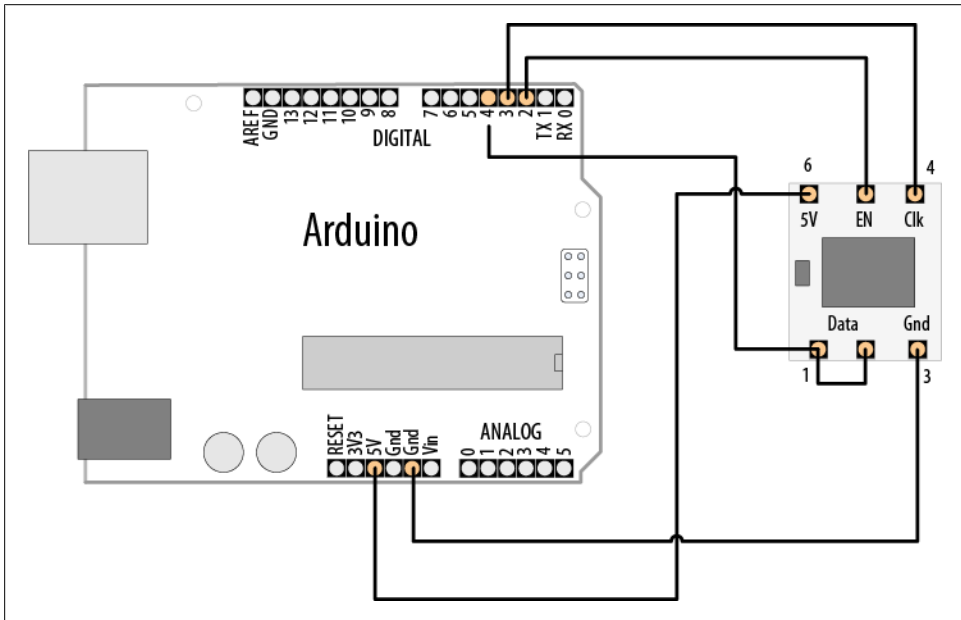 AREF
GND
13
12
11
10
9
8
7
6
5
4
3
2
TX 1
RX 0
DIGITAL
6
4
5V
EN
Clk
Arduino
Data
Gnd
1
3
RESET
3V3
5V
Gnd
Gnd
Vin
ANALOG
0
1
2
3
4
5